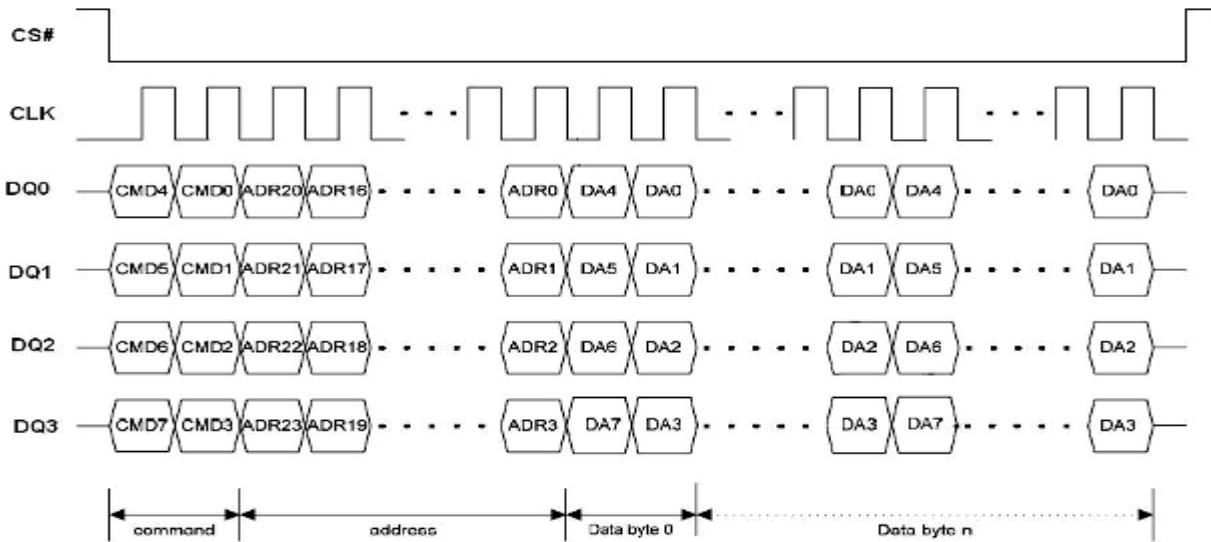 CS#
CLK
DQ0 CMD4 CMD0 ADR20 ADR16 ADR0 DA4 DA0 DA0 DA4 DA0
DQ1 CMD5 CMD1 ADR21 ADR17 ADR1 DA5 DA1 DA1 DA5 DA1
DQ2 CMD6 CMD2 ADR22 ADR18 ADR2 DA6 DA2 DA2 DA6 DA2
DQ3 CMD7 CMD3 ADR23 ADR19 ADR3 DA7 DA3 DA3 DA7 DA3
command address Data byte 0 Data byte n